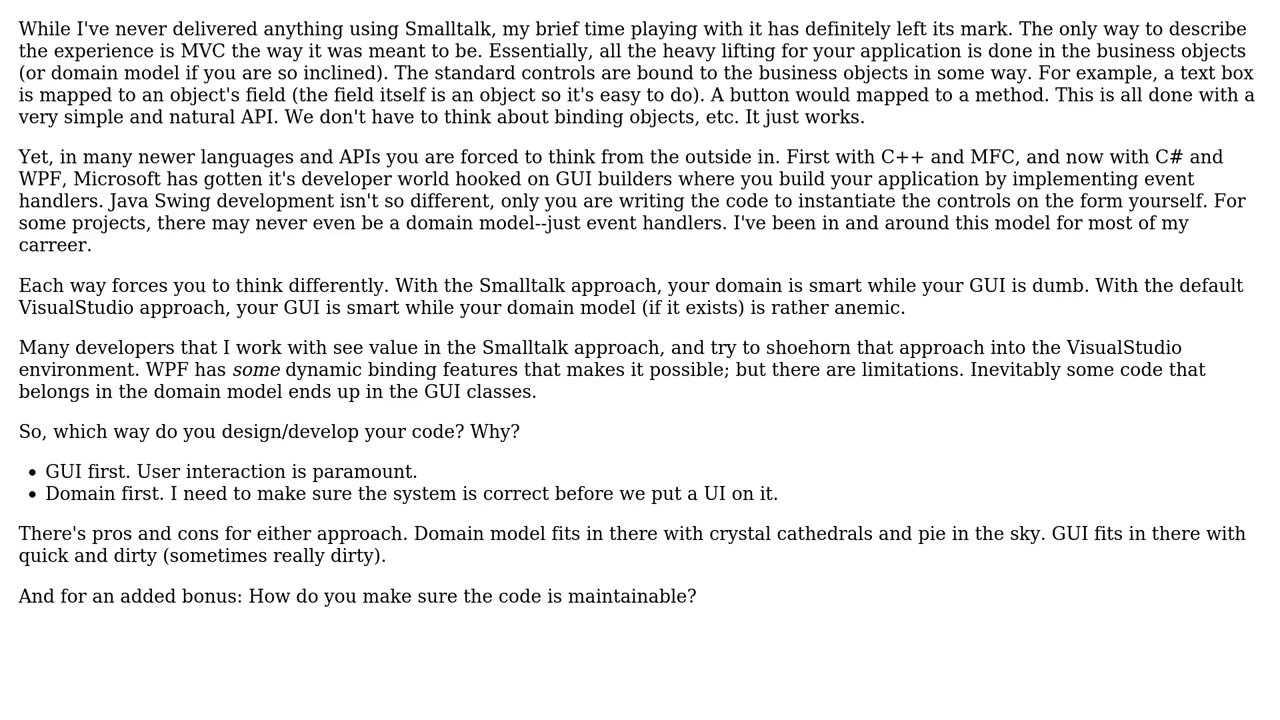 While I've never delivered anything using Smalltalk, my brief time playing with it has definitely left its mark. The only way to describe
the experience is MVC the way it was meant to be. Essentially, all the heavy lifting for your application is done in the business objects
(or domain model if you are so inclined). The standard controls are bound to the business objects in some way. For example, a text box
is mapped to an object's field (the field itself is an object so it's easy to do). A button would mapped to a method. This is all done with a
very simple and natural API. We don't have to think about binding objects, etc. It just works.
Yet, in many newer languages and APIs you are forced to think from the outside in. First with C++ and MFC, and now with C# and
WPF, Microsoft has gotten it's developer world hooked on GUI builders where you build your application by implementing event
handlers. Java Swing development isn't so different, only you are writing the code to instantiate the controls on the form yourself. For
some projects, there may never even be a domain model--just event handlers. I've been in and around this model for most of my
carreer.
Each way forces you to think differently. With the Smalltalk approach, your domain is smart while your GUI is dumb. With the default
VisualStudio approach, your GUI is smart while your domain model (if it exists) is rather anemic.
Many developers that I work with see value in the Smalltalk approach, and try to shoehorn that approach into the VisualStudio
environment. WPF has some dynamic binding features that makes it possible; but there are limitations. Inevitably some code that
belongs in the domain model ends up in the GUI classes.
So, which way do you design/develop your code? Why?
• GUI first. User interaction is paramount.
• Domain first. I need to make sure the system is correct before we put a UI on it.
There's pros and cons for either approach. Domain model fits in there with crystal cathedrals and pie in the sky. GUI fits in there with
quick and dirty (sometimes really dirty).
And for an added bonus: How do you make sure the code is maintainable?